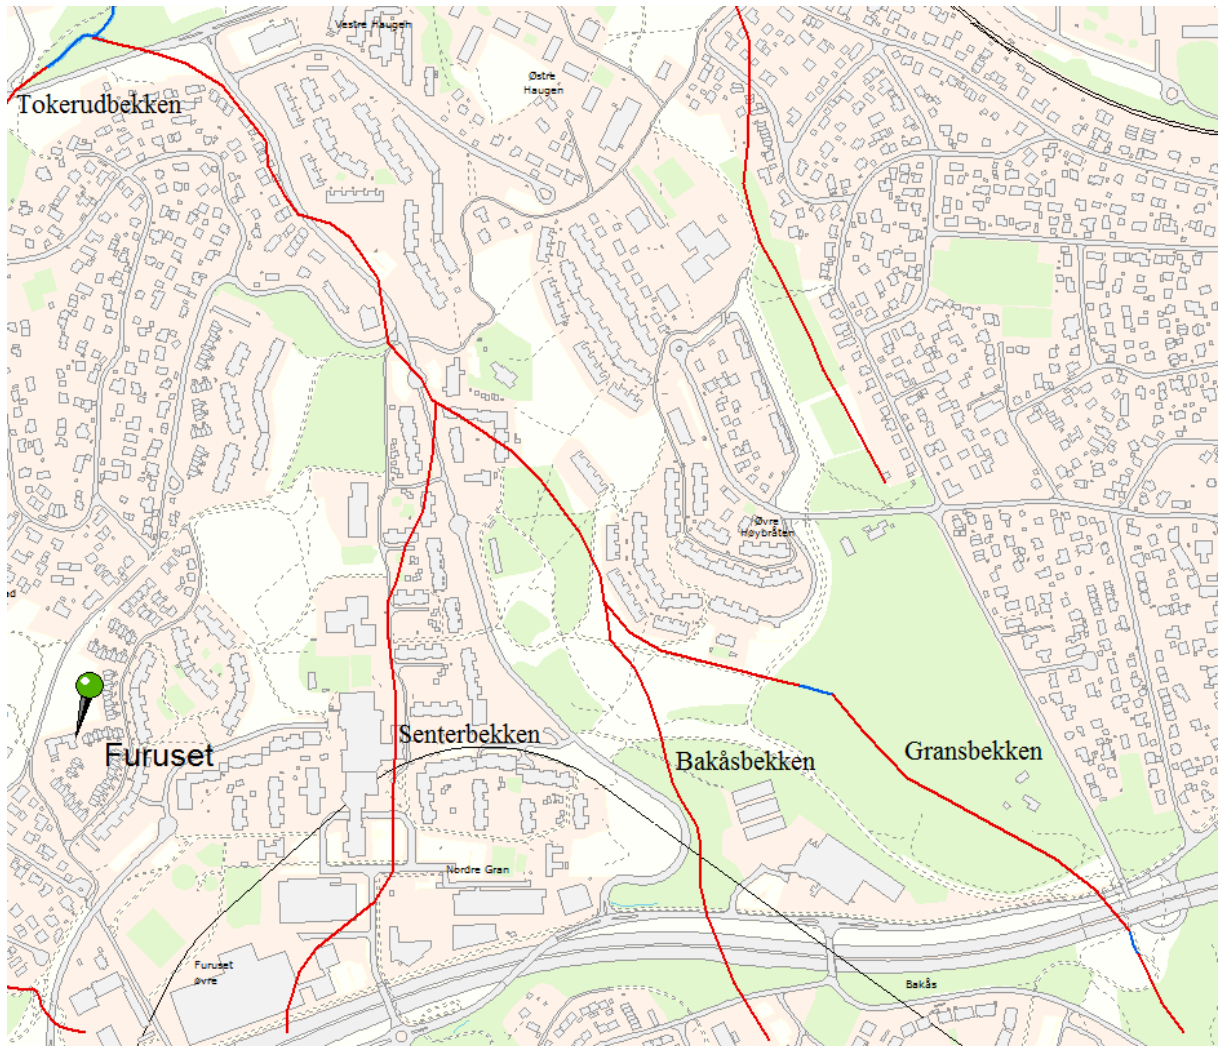 Vestre Haugen
Østre
Haugen
Tokerudbekken
Øvre
Høybråten
Senterbekken
Furuset
Bakåsbekken
Gransbekken
Nordre Gran
Furuset
øvre
Bakås